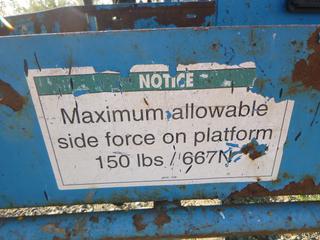 NOTICE
Maximum allowable
side force on platform
150 lbs / 667N